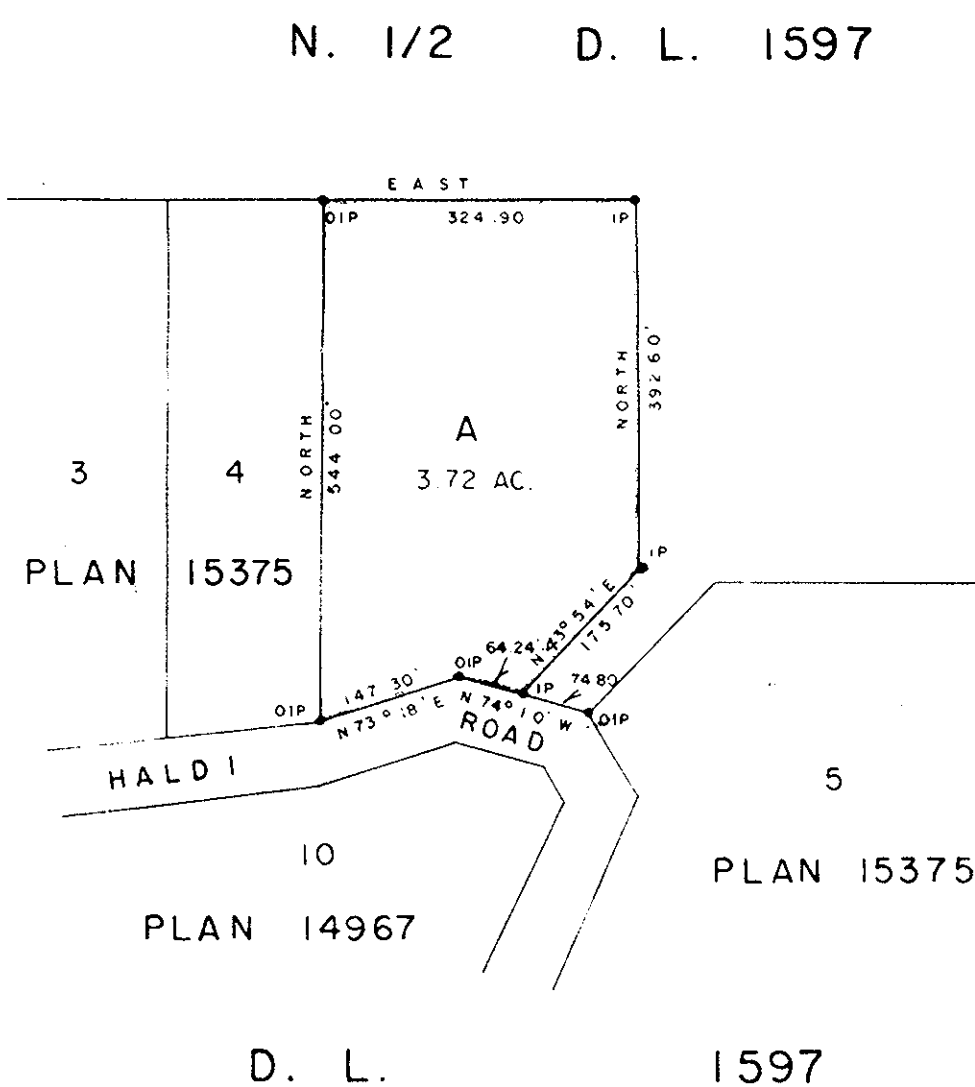 N. 1/2 D. L. 1597
EAST
OIP 324.90 IP
NORTH
392 60'
NORTH
544 00'
A
3.72 AC.
3 4
PLAN 15375
IP
N 43° 54' E
64.24'
OIP
147 30'
N 73° 18' E
OIP
IP
74 80
N 74° 10' W
OIP
HALDI ROAD
5
PLAN 15375
10
PLAN 14967
D. L. 1597